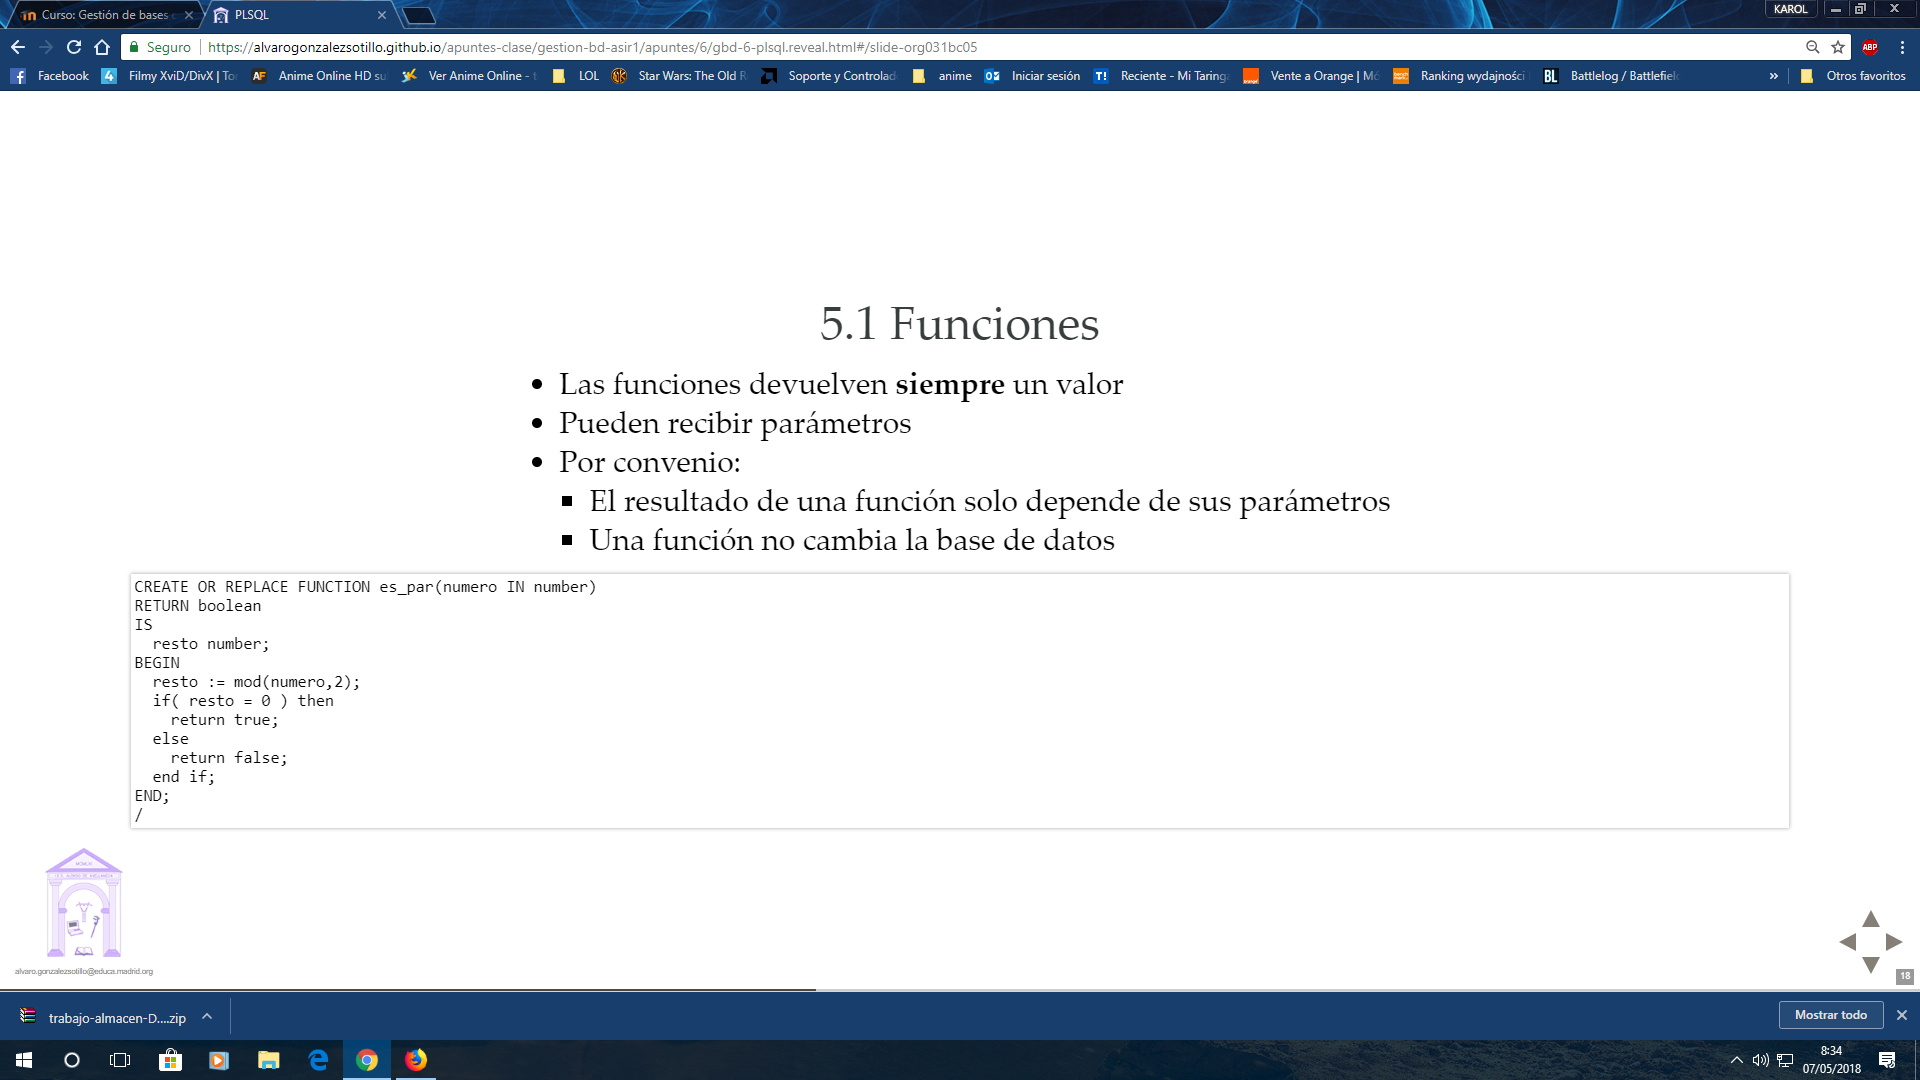 Curso: Gestión de bases
PLSQL
KAROL
Seguro
https://alvarogonzalezsotillo.github.io/apuntes-clase/gestion-bd-asir1/apuntes/6/gbd-6-plsql.reveal.html#/slide-org031bc05
ABP
Facebook
Filmy XviD/DivX | To
Anime Online HD su
Ver Anime Online -
LOL
Star Wars: The Old R
Soporte y Controlad
anime
Iniciar sesión
Reciente - Mi Taringa
Vente a Orange | Mó
Ranking wydajności
Battlelog / Battlefiel
»
Otros favoritos
5.1 Funciones
• Las funciones devuelven siempre un valor
• Pueden recibir parámetros
• Por convenio:
▪ El resultado de una función solo depende de sus parámetros
▪ Una función no cambia la base de datos
CREATE OR REPLACE FUNCTION es_par(numero IN number)
RETURN boolean
IS
resto number;
BEGIN
resto := mod(numero,2);
if( resto = 0 ) then
return true;
else
return false;
end if;
END;
/
alvaro.gonzalezsotillo@educa.madrid.org
18
trabajo-almacen-D....zip
Mostrar todo
8:34
07/05/2018